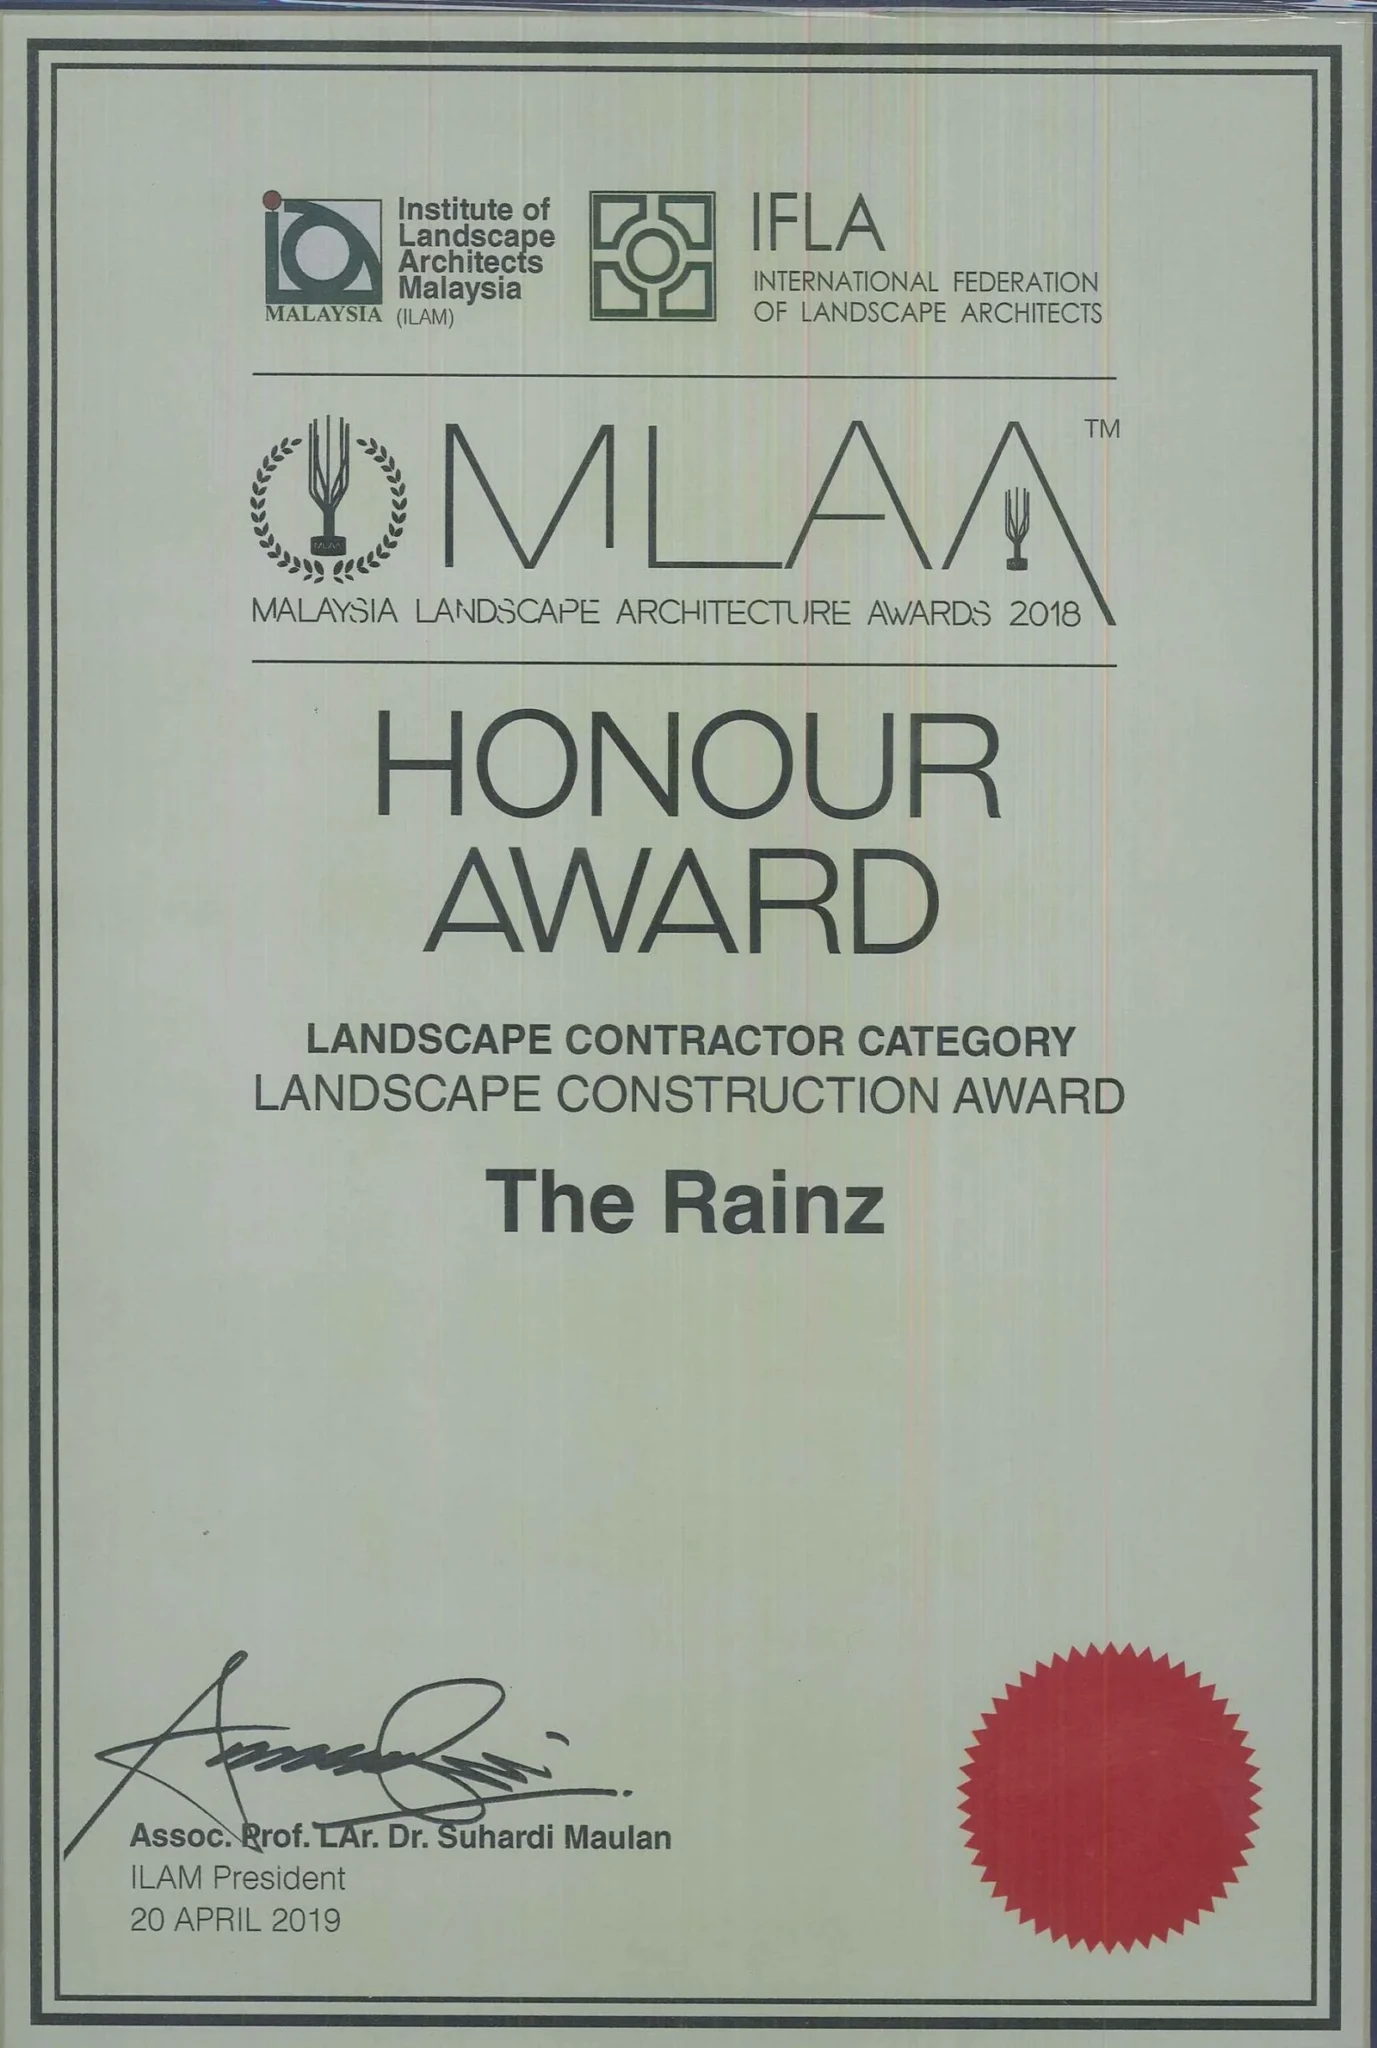 Institute of
Landscape
Architects
Malaysia
MALAYSIA (ILAM)
IFLA
INTERNATIONAL FEDERATION
OF LANDSCAPE ARCHITECTS
MLAA
MLAA™
MALAYSIA LANDSCAPE ARCHITECTURE AWARDS 2018
HONOUR
AWARD
LANDSCAPE CONTRACTOR CATEGORY
LANDSCAPE CONSTRUCTION AWARD
The Rainz
Assoc. Prof. LAr. Dr. Suhardi Maulan
ILAM President
20 APRIL 2019